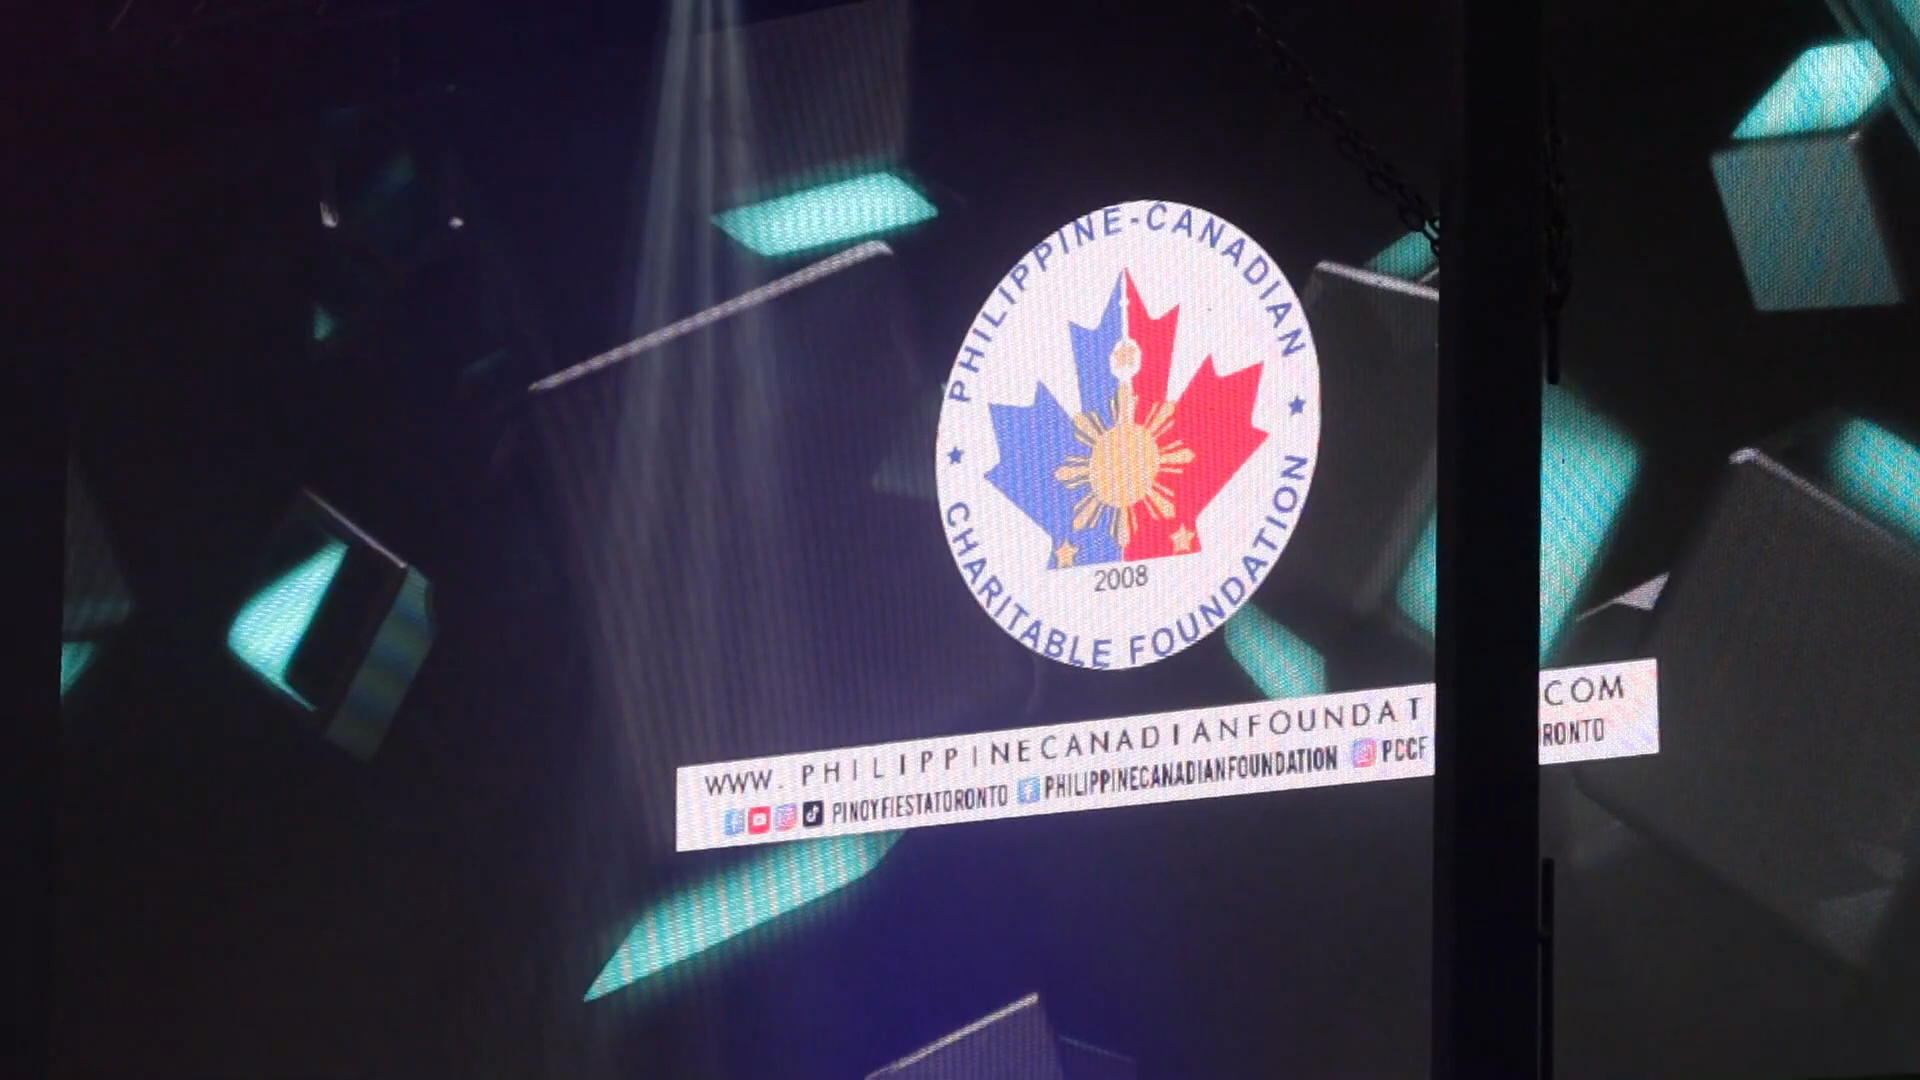 PHILIPPINE-CANADIAN
CHARITABLE FOUNDATION
2008
WWW.PHILIPPINECANADIANFOUNDAT COM
PINOYFIESTATORONTO PHILIPPINECANADIANFOUNDATION PCCF RONTO